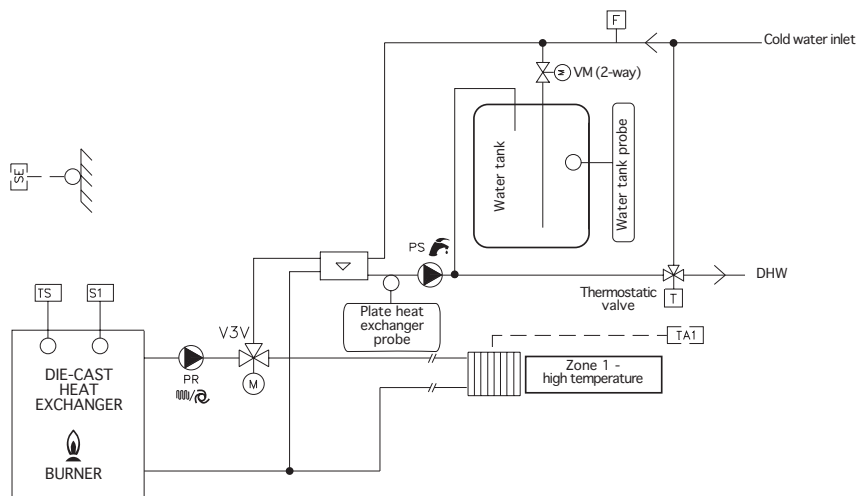 F
Cold water inlet
M
VM (2-way)
Water tank
Water tank probe
SE
PS
DHW
Thermostatic
valve
T
TS
S1
Plate heat
exchanger
probe
V3V
TA1
PR
M
Zone 1 -
high temperature
DIE-CAST
HEAT
EXCHANGER
BURNER